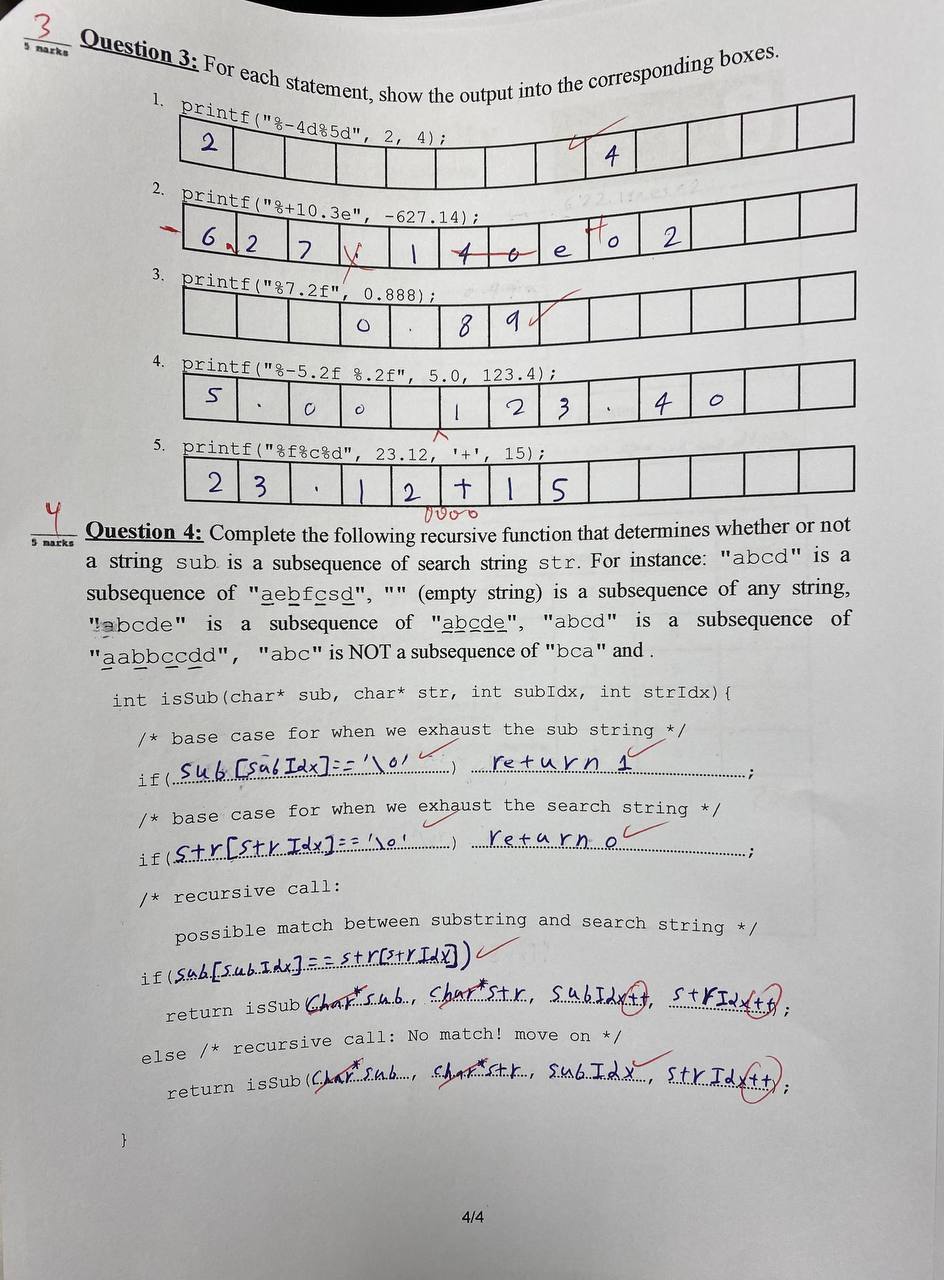 3
5 marks
Question 3: For each statement, show the output into the corresponding boxes.
1. printf("%-4d%5d", 2, 4);
2 4
2. printf("%+10.3e", -627.14);
- 6 . 2 7 . 1 4 0 e + 0 2
3. printf("%7.2f", 0.888);
0 . 8 9
4. printf("%-5.2f %.2f", 5.0, 123.4);
5 . 0 0 1 2 3 . 4 0
5. printf("%f%c%d", 23.12, '+', 15);
2 3 . 1 2 + 1 5
0000
4
5 marks
Question 4: Complete the following recursive function that determines whether or not
a string sub is a subsequence of search string str. For instance: "abcd" is a
subsequence of "aebfcsd", "" (empty string) is a subsequence of any string,
"abcde" is a subsequence of "abcde", "abcd" is a subsequence of
"aabbccdd", "abc" is NOT a subsequence of "bca" and .
int isSub(char* sub, char* str, int subIdx, int strIdx){
/* base case for when we exhaust the sub string */
if( sub[subIdx]=='\0' ) return 1 ;
/* base case for when we exhaust the search string */
if( str[strIdx]=='\0' ) return 0 ;
/* recursive call:
possible match between substring and search string */
if( sub[subIdx]==str[strIdx])
return isSub( Char*sub, char*str, subIdx++, strIdx++);
else /* recursive call: No match! move on */
return isSub( Char*sub, char*str, subIdx, strIdx++);
}
4/4